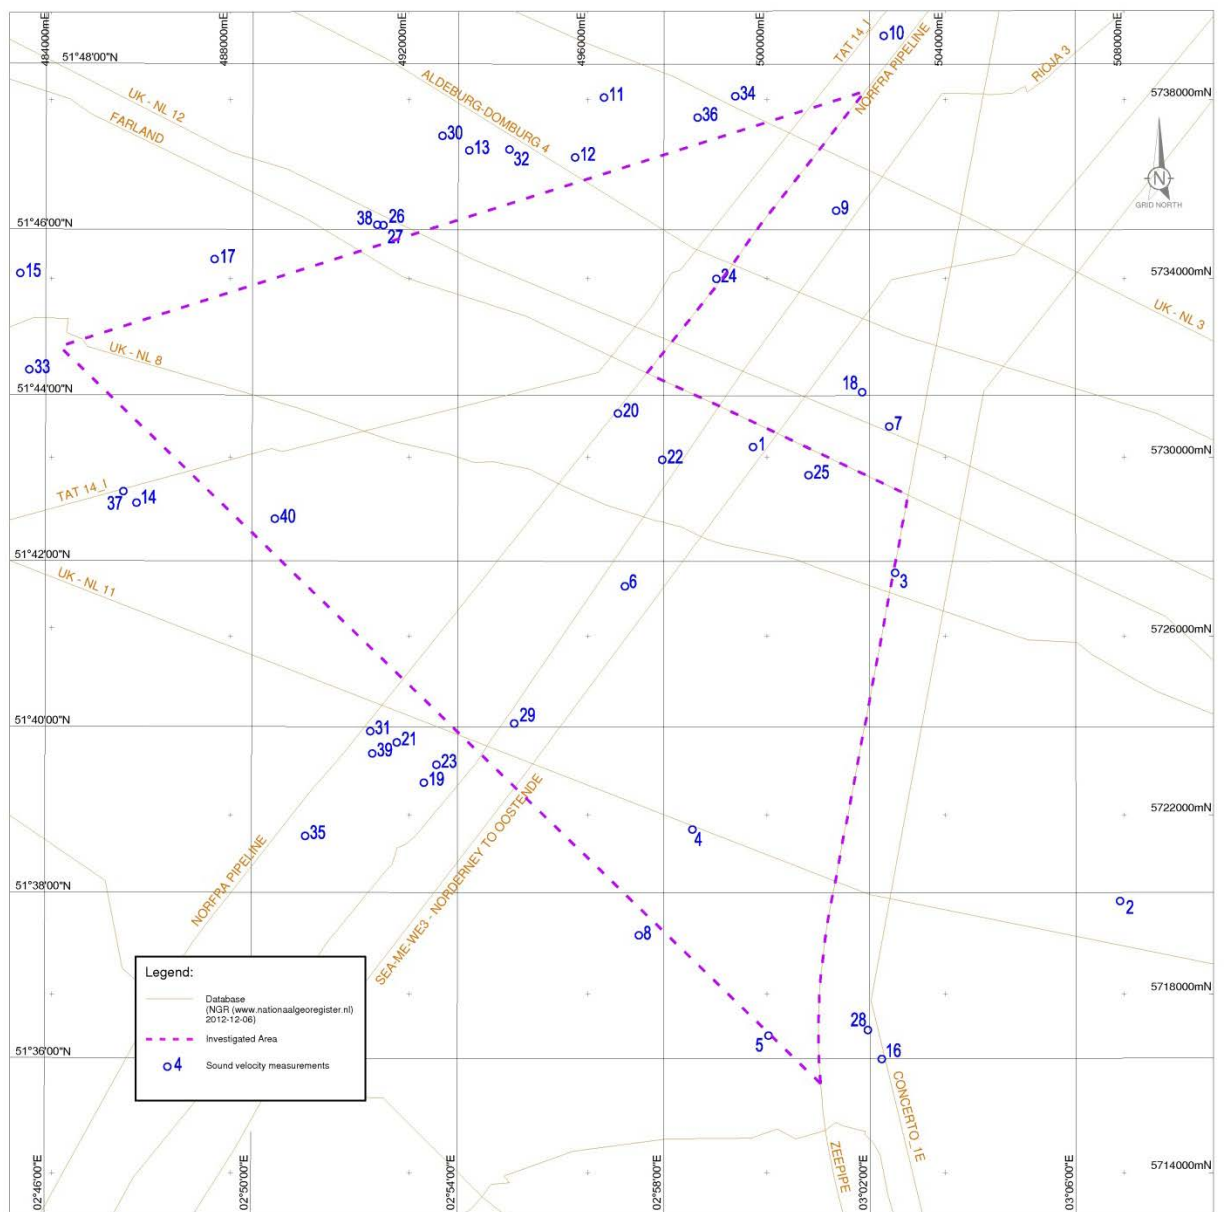 484000mE
488000mE
492000mE
496000mE
500000mE
504000mE
508000mE
51°48'00"N
TAT 14_I
NORFRA PIPELINE
10
RIOJA 3
5738000mN
UK - NL 12
FARLAND
ALDEBURG-DOMBURG 4
11
34
36
30
13
32
12
N
GRID NORTH
51°46'00"N
38
26
27
9
15
17
24
5734000mN
UK - NL 3
UK - NL 8
33
51°44'00"N
18
20
7
1
22
25
5730000mN
TAT 14_I
37
14
40
51°42'00"N
UK - NL 11
6
3
5726000mN
51°40'00"N
31
21
39
29
23
19
5722000mN
35
4
NORFRA PIPELINE
SEA-ME-WE3 - NORDERNEY TO OOSTENDE
51°38'00"N
2
8
Legend:
Database
(NGR (www.nationaalgeoregister.nl)
2012-12-06)
Investigated Area
4 Sound velocity measurements
5718000mN
28
5
16
51°36'00"N
CONCERTO_1E
ZEEPIPE
5714000mN
02°46'00"E
02°50'00"E
02°54'00"E
02°58'00"E
03°02'00"E
03°06'00"E